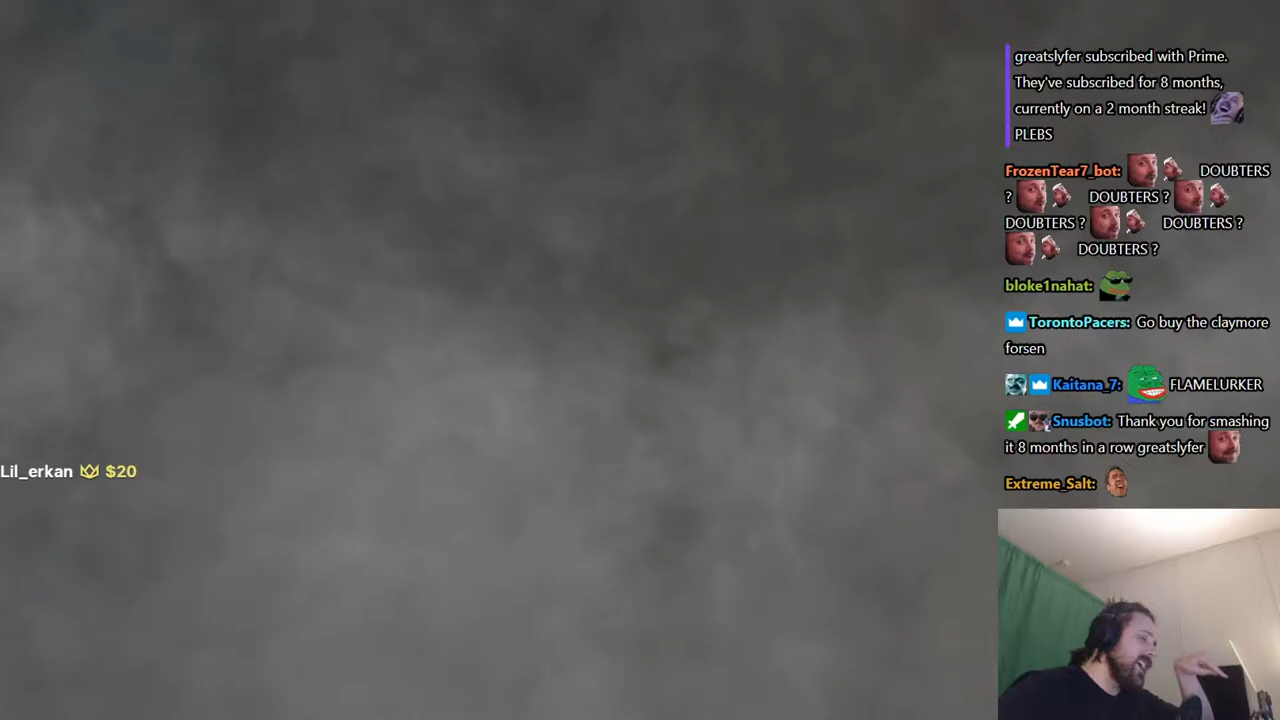 greatslyfer subscribed with Prime.
They've subscribed for 8 months,
currently on a 2 month streak!
PLEBS
FrozenTear7_bot: DOUBTERS
? DOUBTERS ?
DOUBTERS ? DOUBTERS ?
DOUBTERS ?
bloke1nahat:
TorontoPacers: Go buy the claymore
forsen
Kaitana_7: FLAMELURKER
Snusbot: Thank you for smashing
it 8 months in a row greatslyfer
Extreme_Salt:
Lil_erkan $20